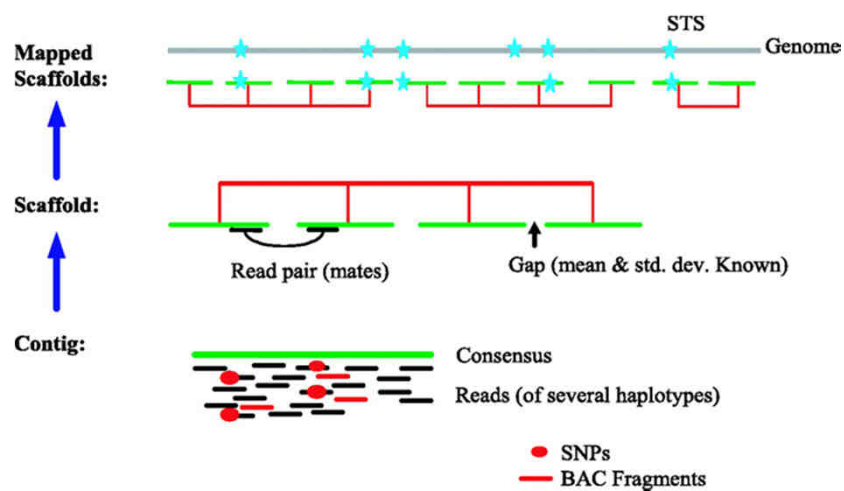 STS
Genome
Mapped
Scaffolds:
Scaffold:
Read pair (mates)
Gap (mean & std. dev. Known)
Contig:
Consensus
Reads (of several haplotypes)
SNPs
BAC Fragments